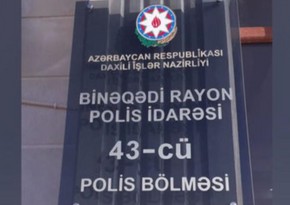 AZƏRBAYCAN RESPUBLİKASI
DAXİLİ İŞLƏR NAZİRLİYİ
BİNƏQƏDİ RAYON
POLİS İDARƏSİ
43-cü
POLİS BÖLMƏSİ